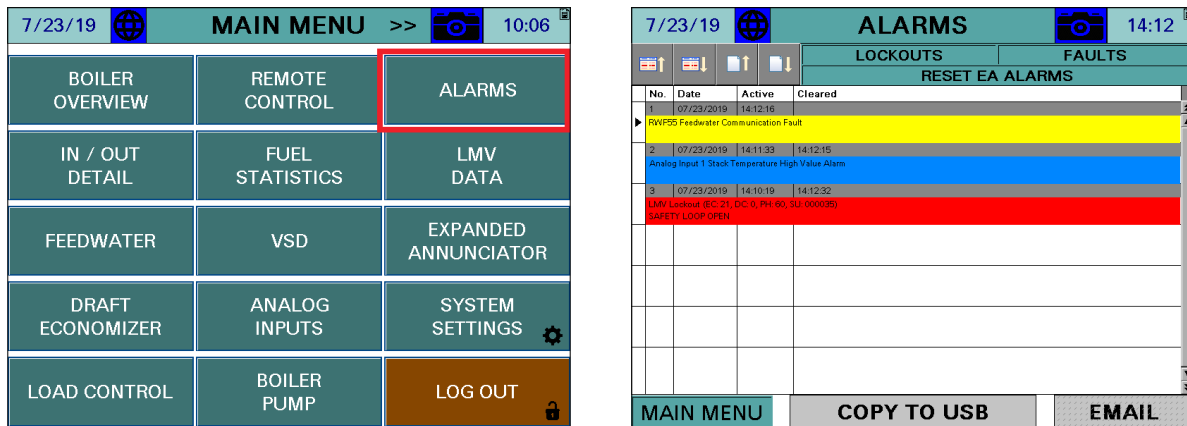 7/23/19 MAIN MENU >> 10:06
BOILER
OVERVIEW
REMOTE
CONTROL
ALARMS
IN / OUT
DETAIL
FUEL
STATISTICS
LMV
DATA
FEEDWATER
VSD
EXPANDED
ANNUNCIATOR
DRAFT
ECONOMIZER
ANALOG
INPUTS
SYSTEM
SETTINGS
LOAD CONTROL
BOILER
PUMP
LOG OUT
7/23/19 ALARMS 14:12
LOCKOUTS FAULTS
RESET EA ALARMS
No. Date Active Cleared
1 07/23/2019 14:12:16
RWF55 Feedwater Communication Fault
2 07/23/2019 14:11:33 14:12:15
Analog Input 1 Stack Temperature High Value Alarm
3 07/23/2019 14:10:19 14:12:32
LMV Lockout (EC: 21, DC: 0, PH: 60, SU: 000035)
SAFETY LOOP OPEN
MAIN MENU COPY TO USB EMAIL